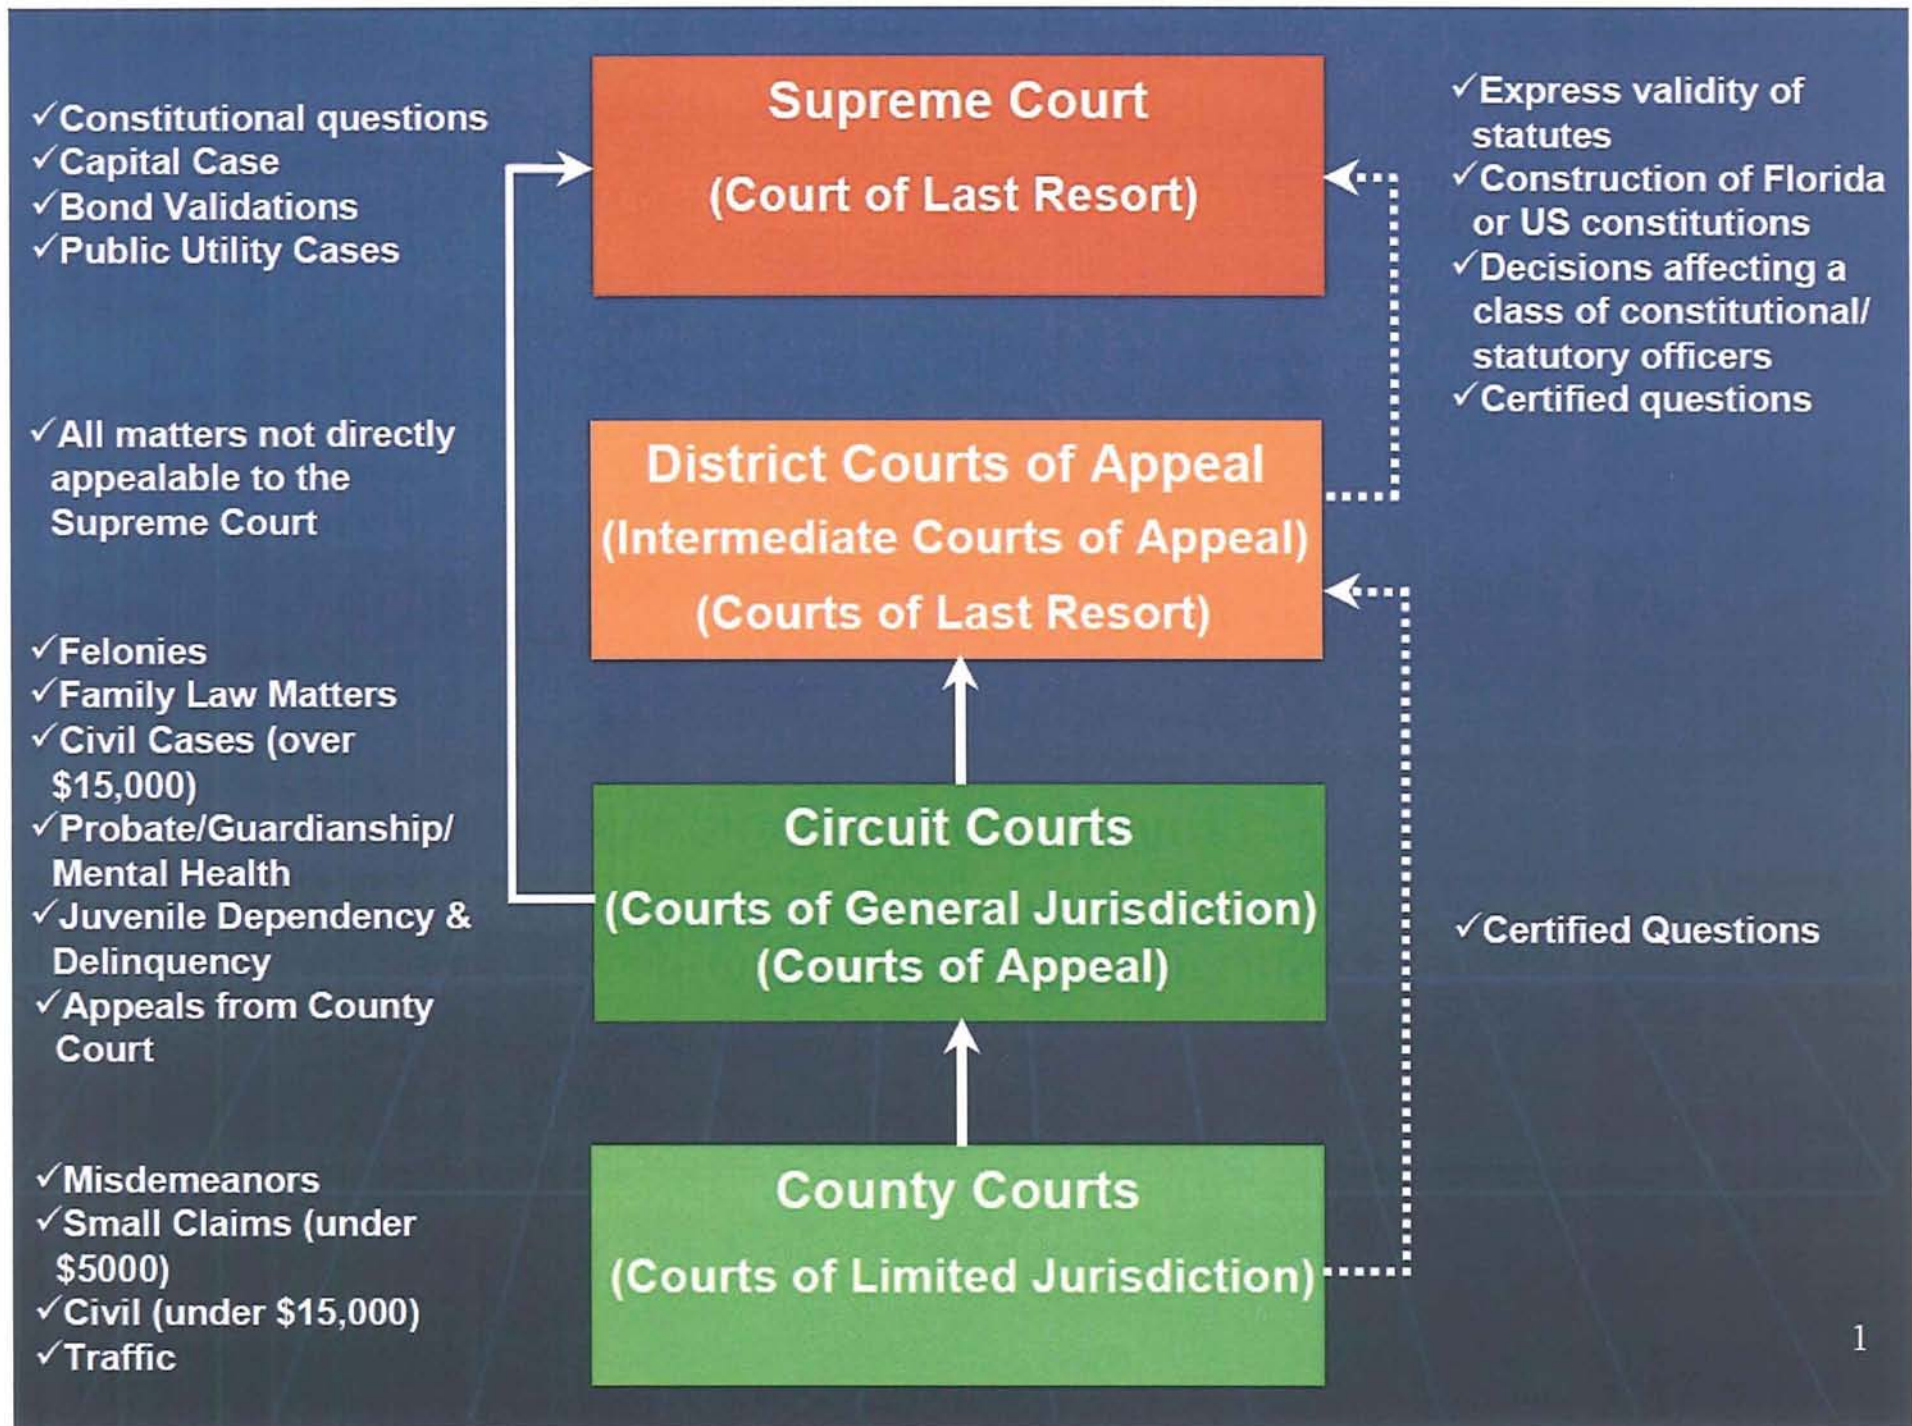 ✓Constitutional questions
✓Capital Case
✓Bond Validations
✓Public Utility Cases
Supreme Court
(Court of Last Resort)
✓Express validity of
statutes
✓Construction of Florida
or US constitutions
✓Decisions affecting a
class of constitutional/
statutory officers
✓Certified questions
✓All matters not directly
appealable to the
Supreme Court
District Courts of Appeal
(Intermediate Courts of Appeal)
(Courts of Last Resort)
✓Felonies
✓Family Law Matters
✓Civil Cases (over
$15,000)
✓Probate/Guardianship/
Mental Health
✓Juvenile Dependency &
Delinquency
✓Appeals from County
Court
Circuit Courts
(Courts of General Jurisdiction)
(Courts of Appeal)
✓Certified Questions
✓Misdemeanors
✓Small Claims (under
$5000)
✓Civil (under $15,000)
✓Traffic
County Courts
(Courts of Limited Jurisdiction)
1